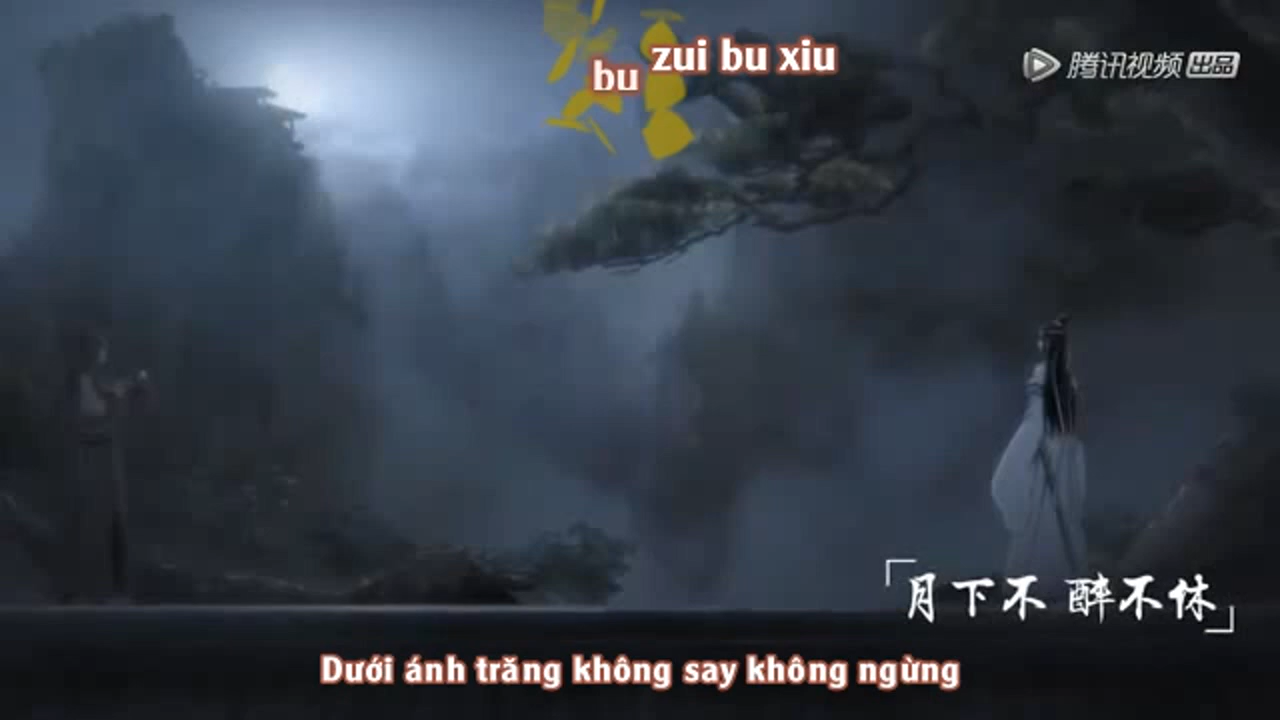 bu zui bu xiu
腾讯视频 出品
「月下不 醉不休」
Dưới ánh trăng không say không ngừng